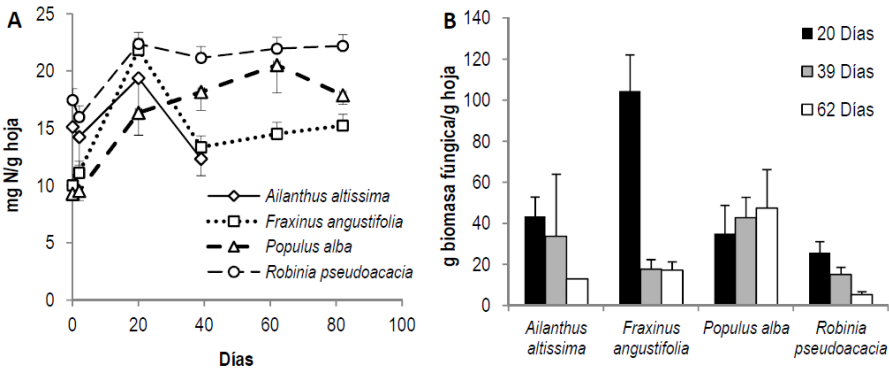 A
mg N/g hoja
25
20
15
10
5
0
0
20
40
60
80
100
Días
Ailanthus altissima
Fraxinus angustifolia
Populus alba
Robinia pseudoacacia
B
g biomasa fúngica/g hoja
140
120
100
80
60
40
20
0
20 Días
39 Días
62 Días
Ailanthus
altissima
Fraxinus
angustifolia
Populus alba
Robinia
pseudoacacia